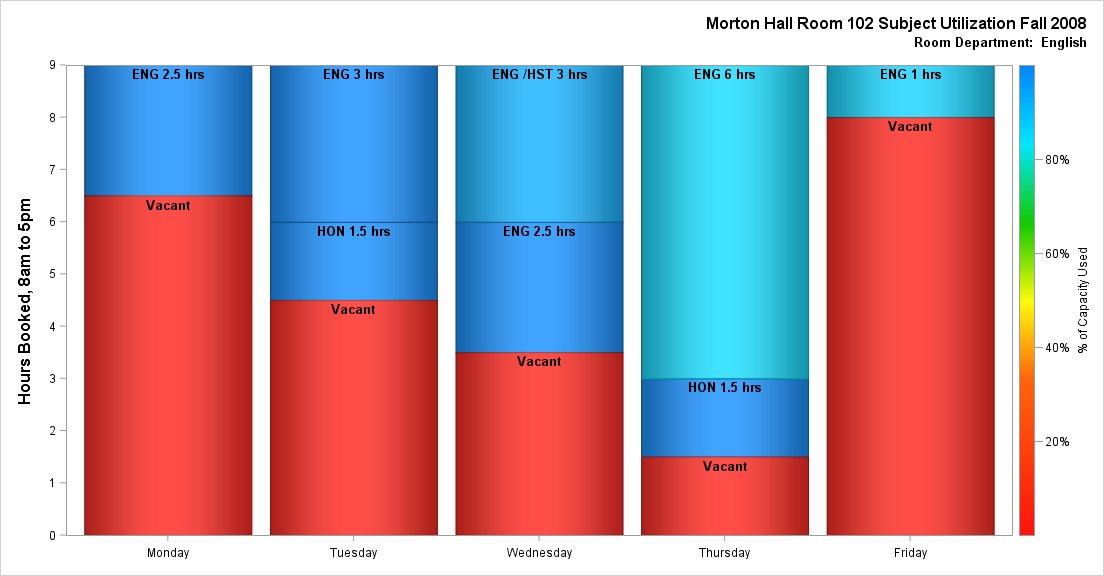 Morton Hall Room 102 Subject Utilization Fall 2008
Room Department:  English
Hours Booked, 8am to 5pm
9
8
7
6
5
4
3
2
1
0
ENG 2.5 hrs
Vacant
ENG 3 hrs
HON 1.5 hrs
Vacant
ENG /HST 3 hrs
ENG 2.5 hrs
Vacant
ENG 6 hrs
HON 1.5 hrs
Vacant
ENG 1 hrs
Vacant
Monday
Tuesday
Wednesday
Thursday
Friday
80%
60%
40%
20%
% of Capacity Used